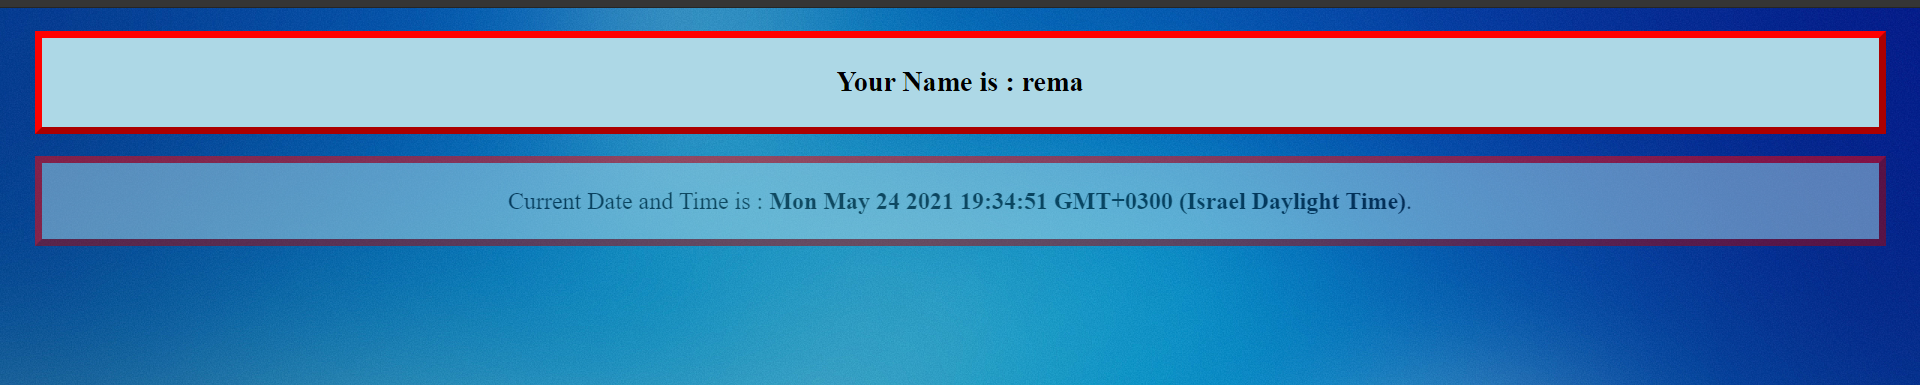 Your Name is : rema
Current Date and Time is : Mon May 24 2021 19:34:51 GMT+0300 (Israel Daylight Time).